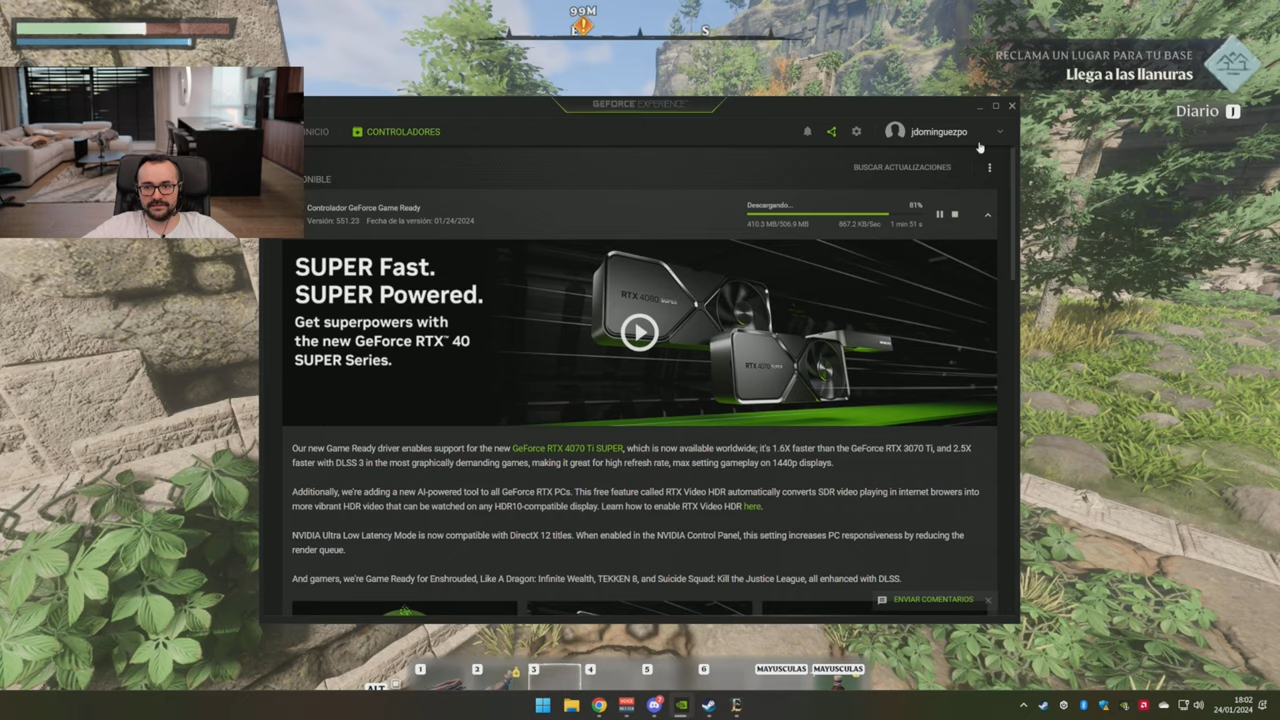 99M
E
S
RECLAMA UN LUGAR PARA TU BASE
Llega a las llanuras
Diario J
GEFORCE EXPERIENCE
INICIO
CONTROLADORES
jdominguezpo
BUSCAR ACTUALIZACIONES
ONIBLE
Controlador GeForce Game Ready
Versión: 551.23 Fecha de la versión: 01/24/2024
Descargando... 81%
410.3 MB/506.9 MB 867.2 KB/Sec 1 min 51 s
SUPER Fast.
SUPER Powered.
Get superpowers with
the new GeForce RTX™ 40
SUPER Series.
RTX 4080 SUPER
RTX 4070 SUPER
Our new Game Ready driver enables support for the new GeForce RTX 4070 Ti SUPER, which is now available worldwide; it's 1.6X faster than the GeForce RTX 3070 Ti, and 2.5X
faster with DLSS 3 in the most graphically demanding games, making it great for high refresh rate, max setting gameplay on 1440p displays.
Additionally, we're adding a new AI-powered tool to all GeForce RTX PCs. This free feature called RTX Video HDR automatically converts SDR video playing in internet browers into
more vibrant HDR video that can be watched on any HDR10-compatible display. Learn how to enable RTX Video HDR here.
NVIDIA Ultra Low Latency Mode is now compatible with DirectX 12 titles. When enabled in the NVIDIA Control Panel, this setting increases PC responsiveness by reducing the
render queue.
And gamers, we're Game Ready for Enshrouded, Like A Dragon: Infinite Wealth, TEKKEN 8, and Suicide Squad: Kill the Justice League, all enhanced with DLSS.
ENVIAR COMENTARIOS
1 2 3 4 5 6 MAYUSCULAS MAYUSCULAS
ALT
18:02
24/01/2024